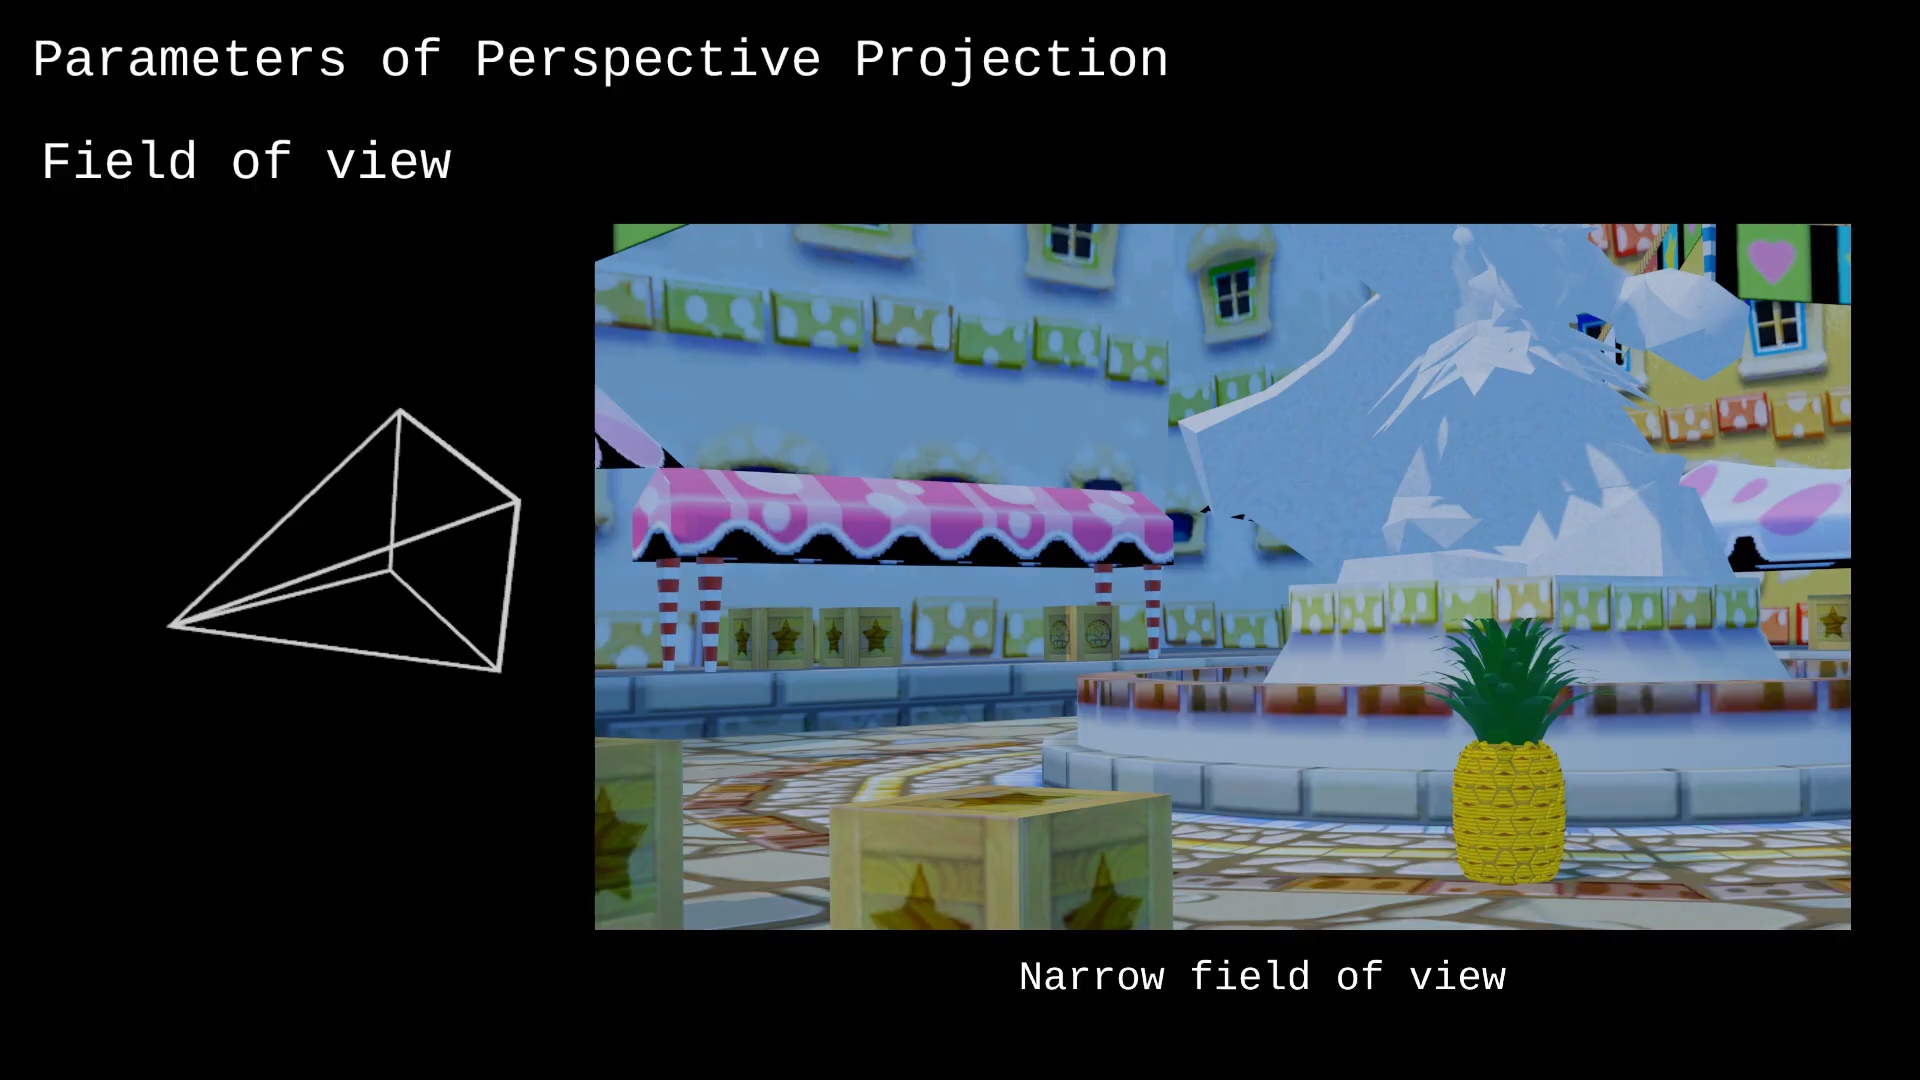 Parameters of Perspective Projection
Field of view
Narrow field of view